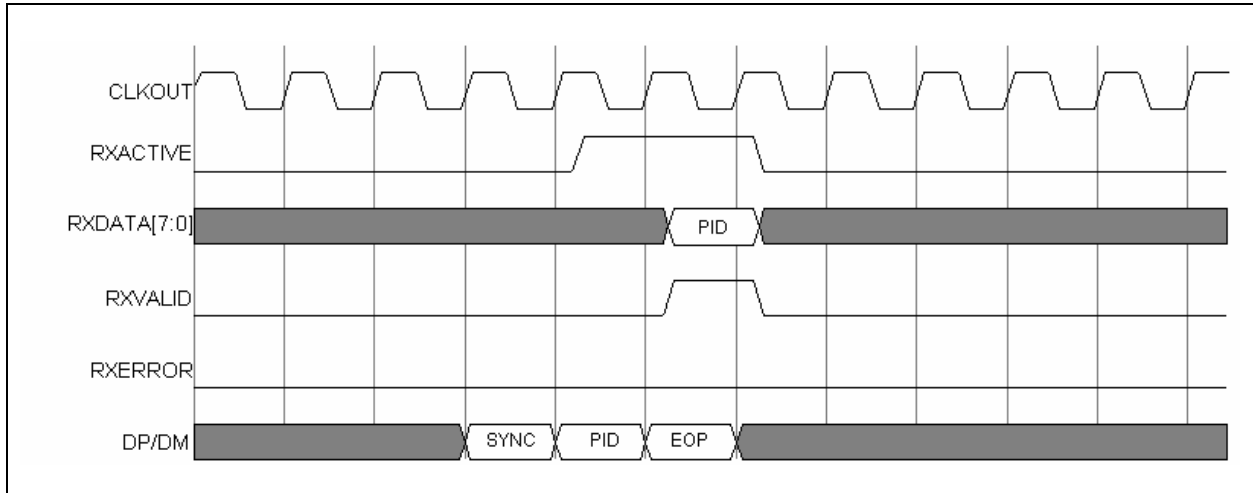 CLKOUT
RXACTIVE
RXDATA[7:0]
PID
RXVALID
RXERROR
DP/DM
SYNC
PID
EOP